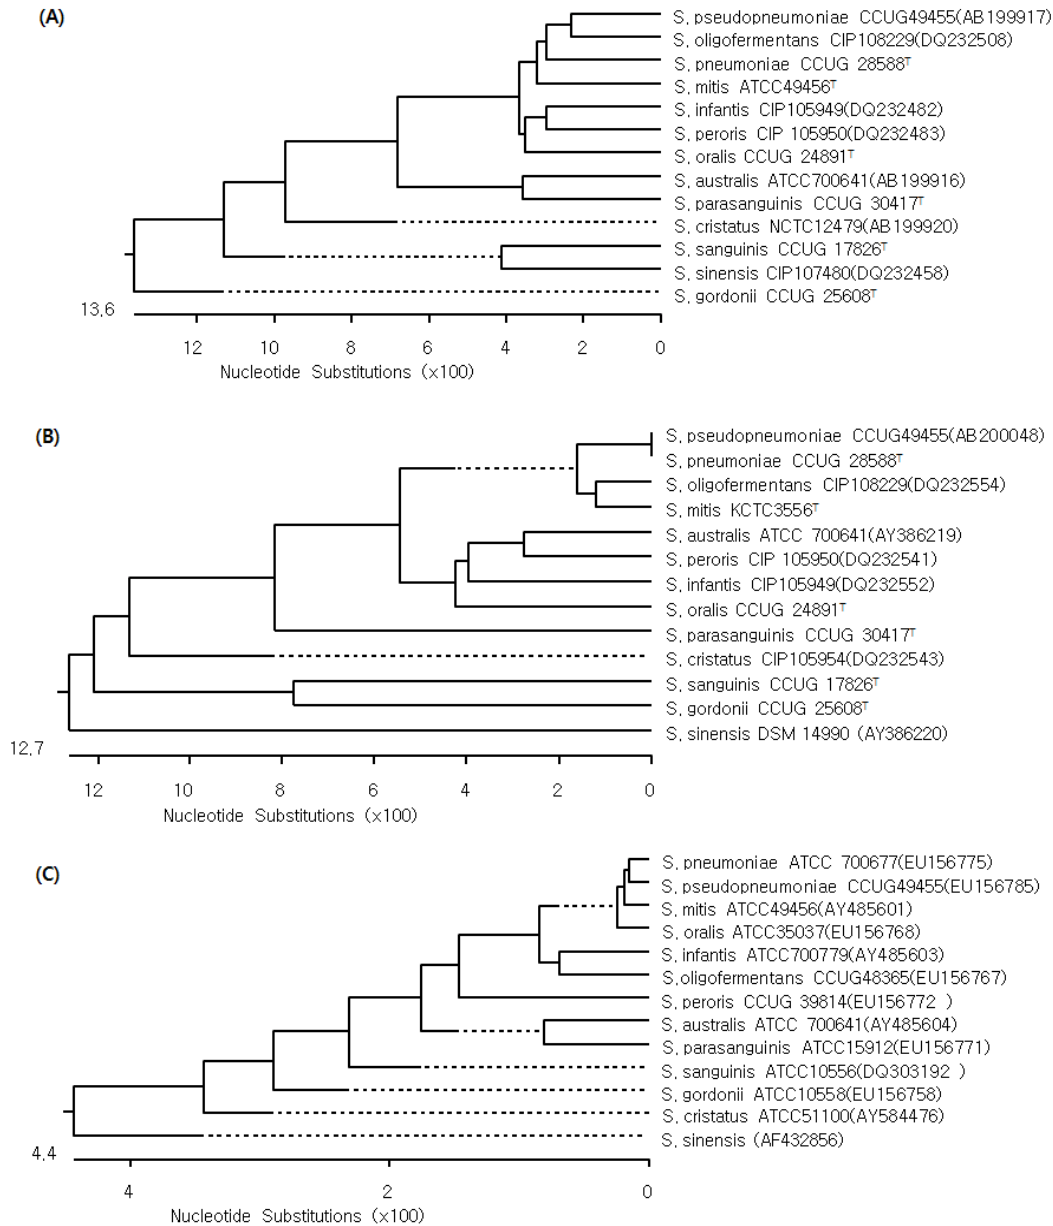 (A)
S. pseudopneumoniae CCUG49455(AB199917)
S. oligofermentans CIP108229(DQ232508)
S. pneumoniae CCUG 28588ᵀ
S. mitis ATCC49456ᵀ
S. infantis CIP105949(DQ232482)
S. peroris CIP 105950(DQ232483)
S. oralis CCUG 24891ᵀ
S. australis ATCC700641(AB199916)
S. parasanguinis CCUG 30417ᵀ
S. cristatus NCTC12479(AB199920)
S. sanguinis CCUG 17826ᵀ
S. sinensis CIP107480(DQ232458)
S. gordonii CCUG 25608ᵀ
13.6
12 10 8 6 4 2 0
Nucleotide Substitutions (x100)
(B)
S. pseudopneumoniae CCUG49455(AB200048)
S. pneumoniae CCUG 28588ᵀ
S. oligofermentans CIP108229(DQ232554)
S. mitis KCTC3556ᵀ
S. australis ATCC 700641(AY386219)
S. peroris CIP 105950(DQ232541)
S. infantis CIP105949(DQ232552)
S. oralis CCUG 24891ᵀ
S. parasanguinis CCUG 30417ᵀ
S. cristatus CIP105954(DQ232543)
S. sanguinis CCUG 17826ᵀ
S. gordonii CCUG 25608ᵀ
S. sinensis DSM 14990 (AY386220)
12.7
12 10 8 6 4 2 0
Nucleotide Substitutions (x100)
(C)
S. pneumoniae ATCC 700677(EU156775)
S. pseudopneumoniae CCUG49455(EU156785)
S. mitis ATCC49456(AY485601)
S. oralis ATCC35037(EU156768)
S. infantis ATCC700779(AY485603)
S.oligofermentans CCUG48365(EU156767)
S. peroris CCUG 39814(EU156772 )
S. australis ATCC 700641(AY485604)
S. parasanguinis ATCC15912(EU156771)
S. sanguinis ATCC10556(DQ303192 )
S. gordonii ATCC10558(EU156758)
S. cristatus ATCC51100(AY584476)
S. sinensis (AF432856)
4.4
4 2 0
Nucleotide Substitutions (x100)